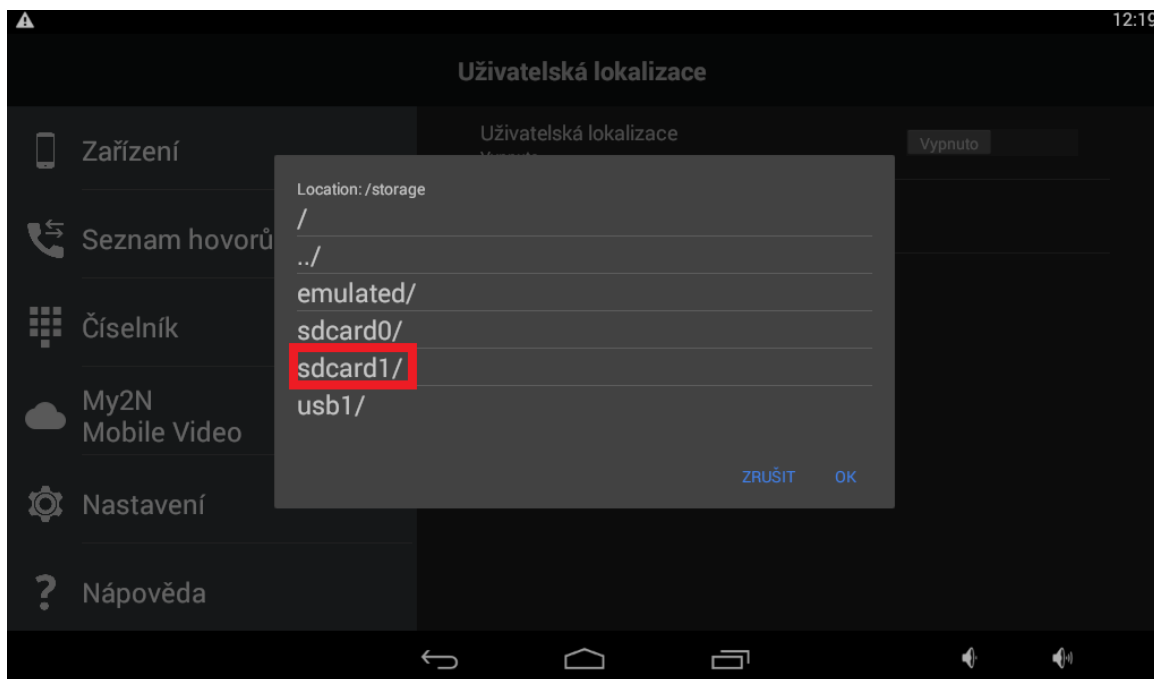 12:19
Uživatelská lokalizace
Zařízení
Seznam hovorů
Číselník
My2N
Mobile Video
Nastavení
Nápověda
Uživatelská lokalizace
Vypnuto
Location: /storage
/
../
emulated/
sdcard0/
sdcard1/
usb1/
ZRUŠIT OK